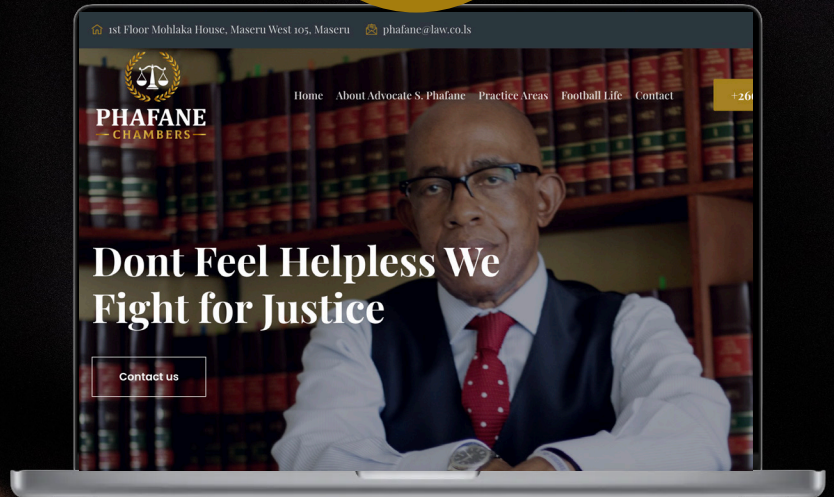 1st Floor Mohlaka House, Maseru West 105, Maseru
phafane@law.co.ls
PHAFANE
CHAMBERS
Home
About Advocate S. Phafane
Practice Areas
Football Life
Contact
Dont Feel Helpless We
Fight for Justice
Contact us